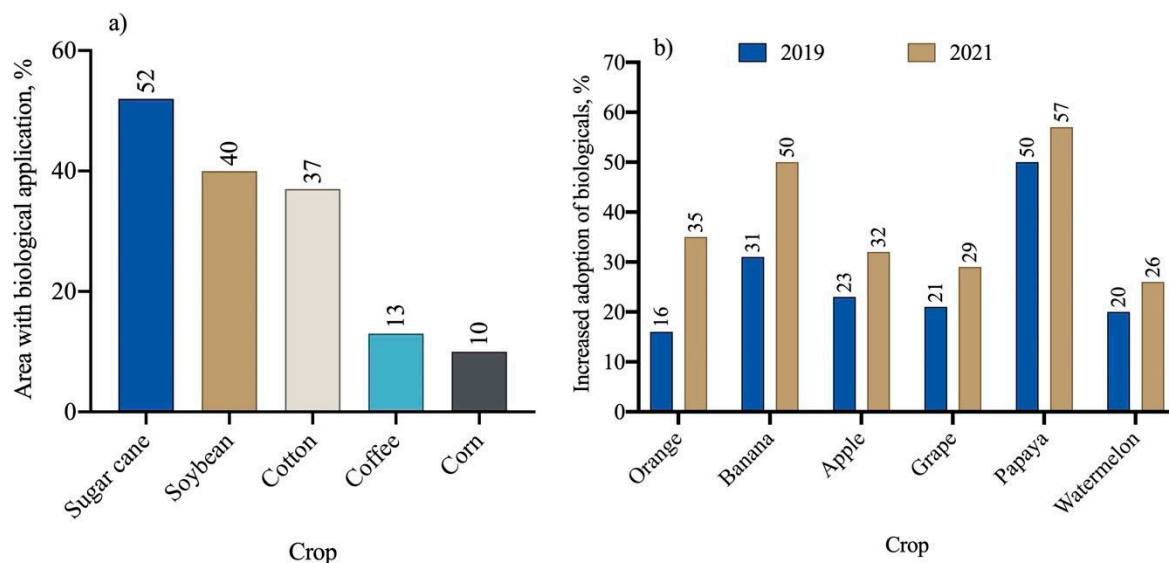 a)
Area with biological application, %
60
40
20
0
52
40
37
13
10
Sugar cane
Soybean
Cotton
Coffee
Corn
Crop
b)
2019
2021
Increased adoption of biologicals, %
70
60
50
40
30
20
10
0
16
35
31
50
23
32
21
29
50
57
20
26
Orange
Banana
Apple
Grape
Papaya
Watermelon
Crop